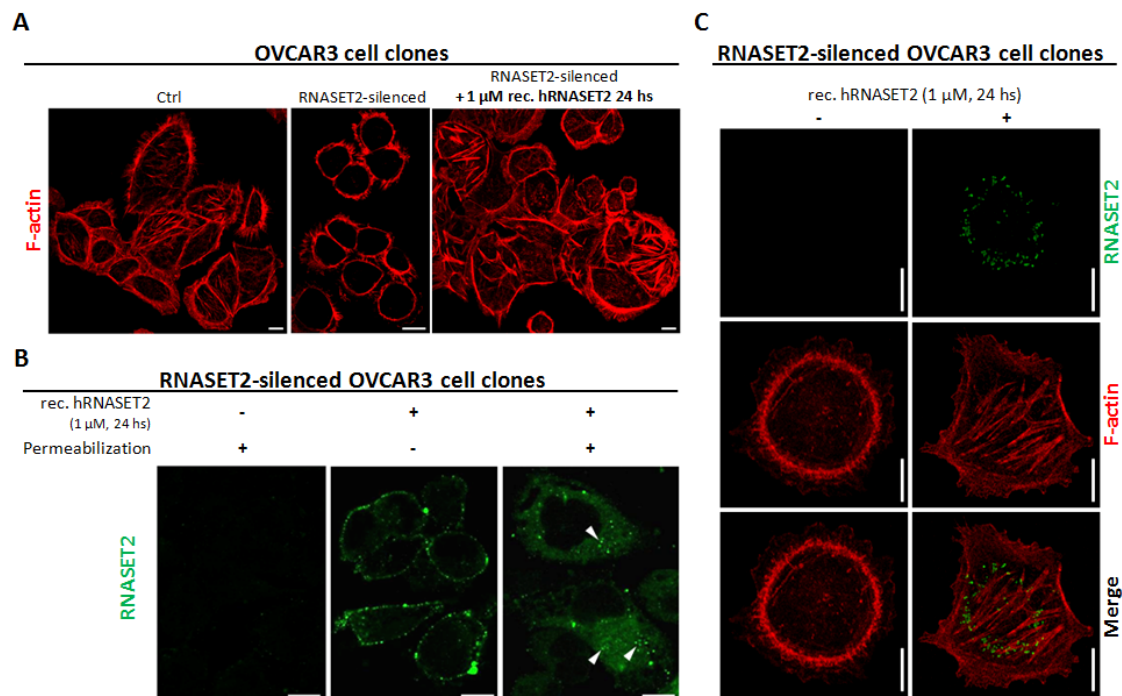 A
OVCAR3 cell clones
Ctrl
RNASET2-silenced
RNASET2-silenced
+ 1 µM rec. hRNASET2 24 hs
F-actin
B
RNASET2-silenced OVCAR3 cell clones
rec. hRNASET2
(1 µM, 24 hs)
- + +
Permeabilization
+ - +
RNASET2
C
RNASET2-silenced OVCAR3 cell clones
rec. hRNASET2 (1 µM, 24 hs)
- +
RNASET2
F-actin
Merge